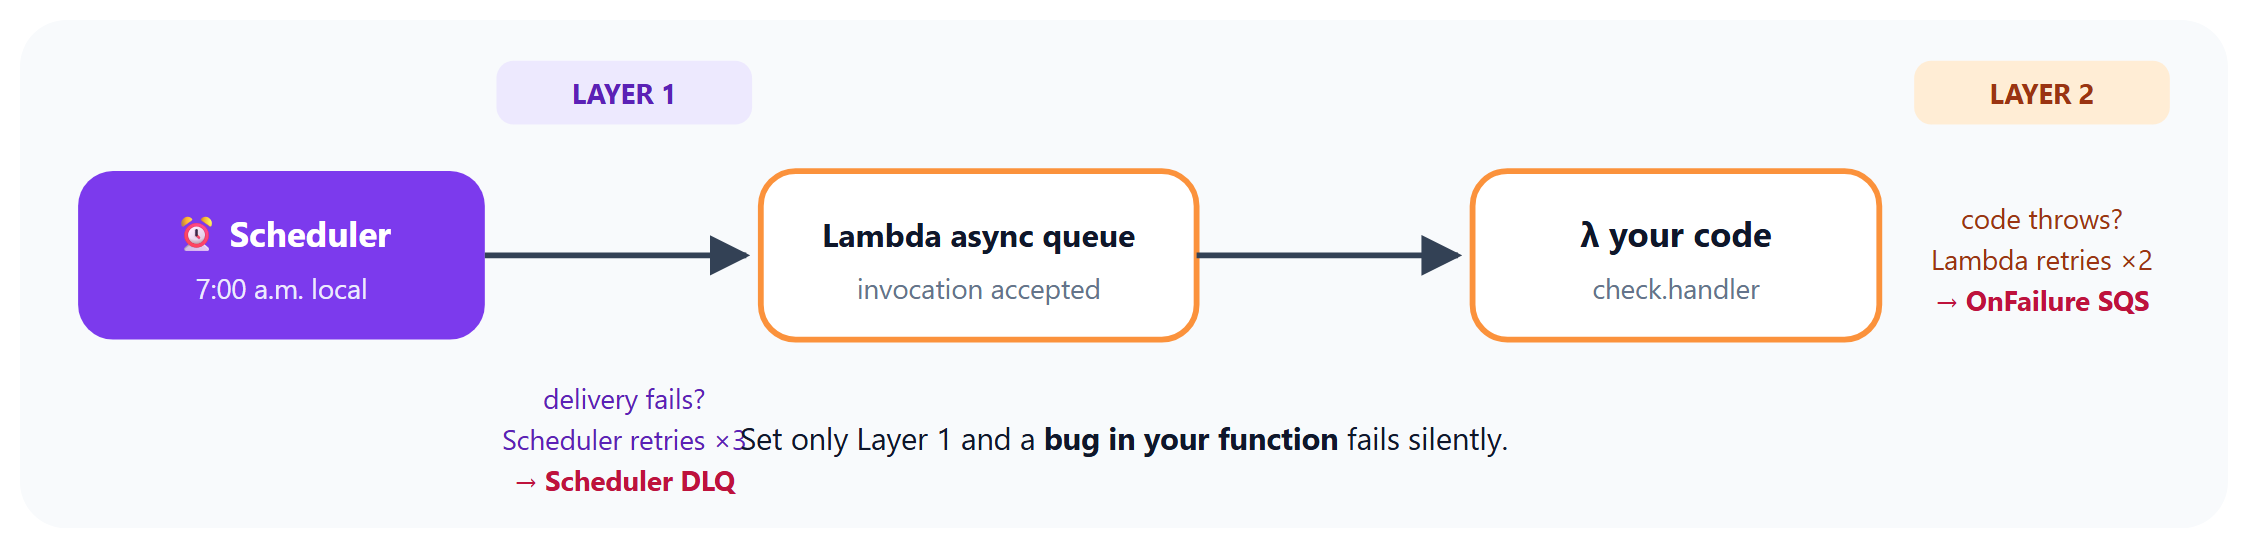 LAYER 1
LAYER 2
⏰ Scheduler
7:00 a.m. local
Lambda async queue
invocation accepted
λ your code
check.handler
code throws?
Lambda retries ×2
→ OnFailure SQS
delivery fails?
Scheduler retries ×3
→ Scheduler DLQ
Set only Layer 1 and a bug in your function fails silently.